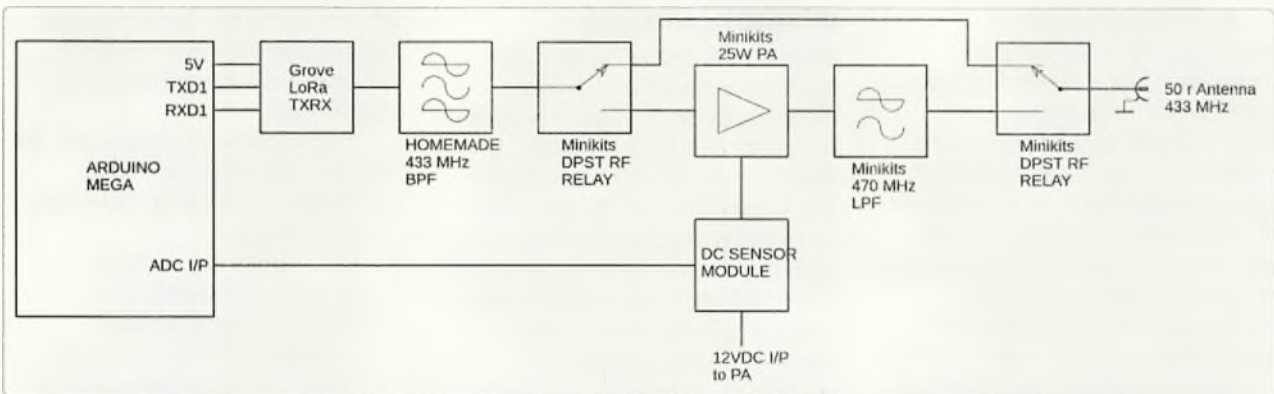 5V
TXD1
RXD1
ARDUINO
MEGA
ADC I/P
Grove
LoRa
TXRX
HOMEMADE
433 MHz
BPF
Minikits
DPST RF
RELAY
Minikits
25W PA
DC SENSOR
MODULE
12VDC I/P
to PA
Minikits
470 MHz
LPF
Minikits
DPST RF
RELAY
50 r Antenna
433 MHz